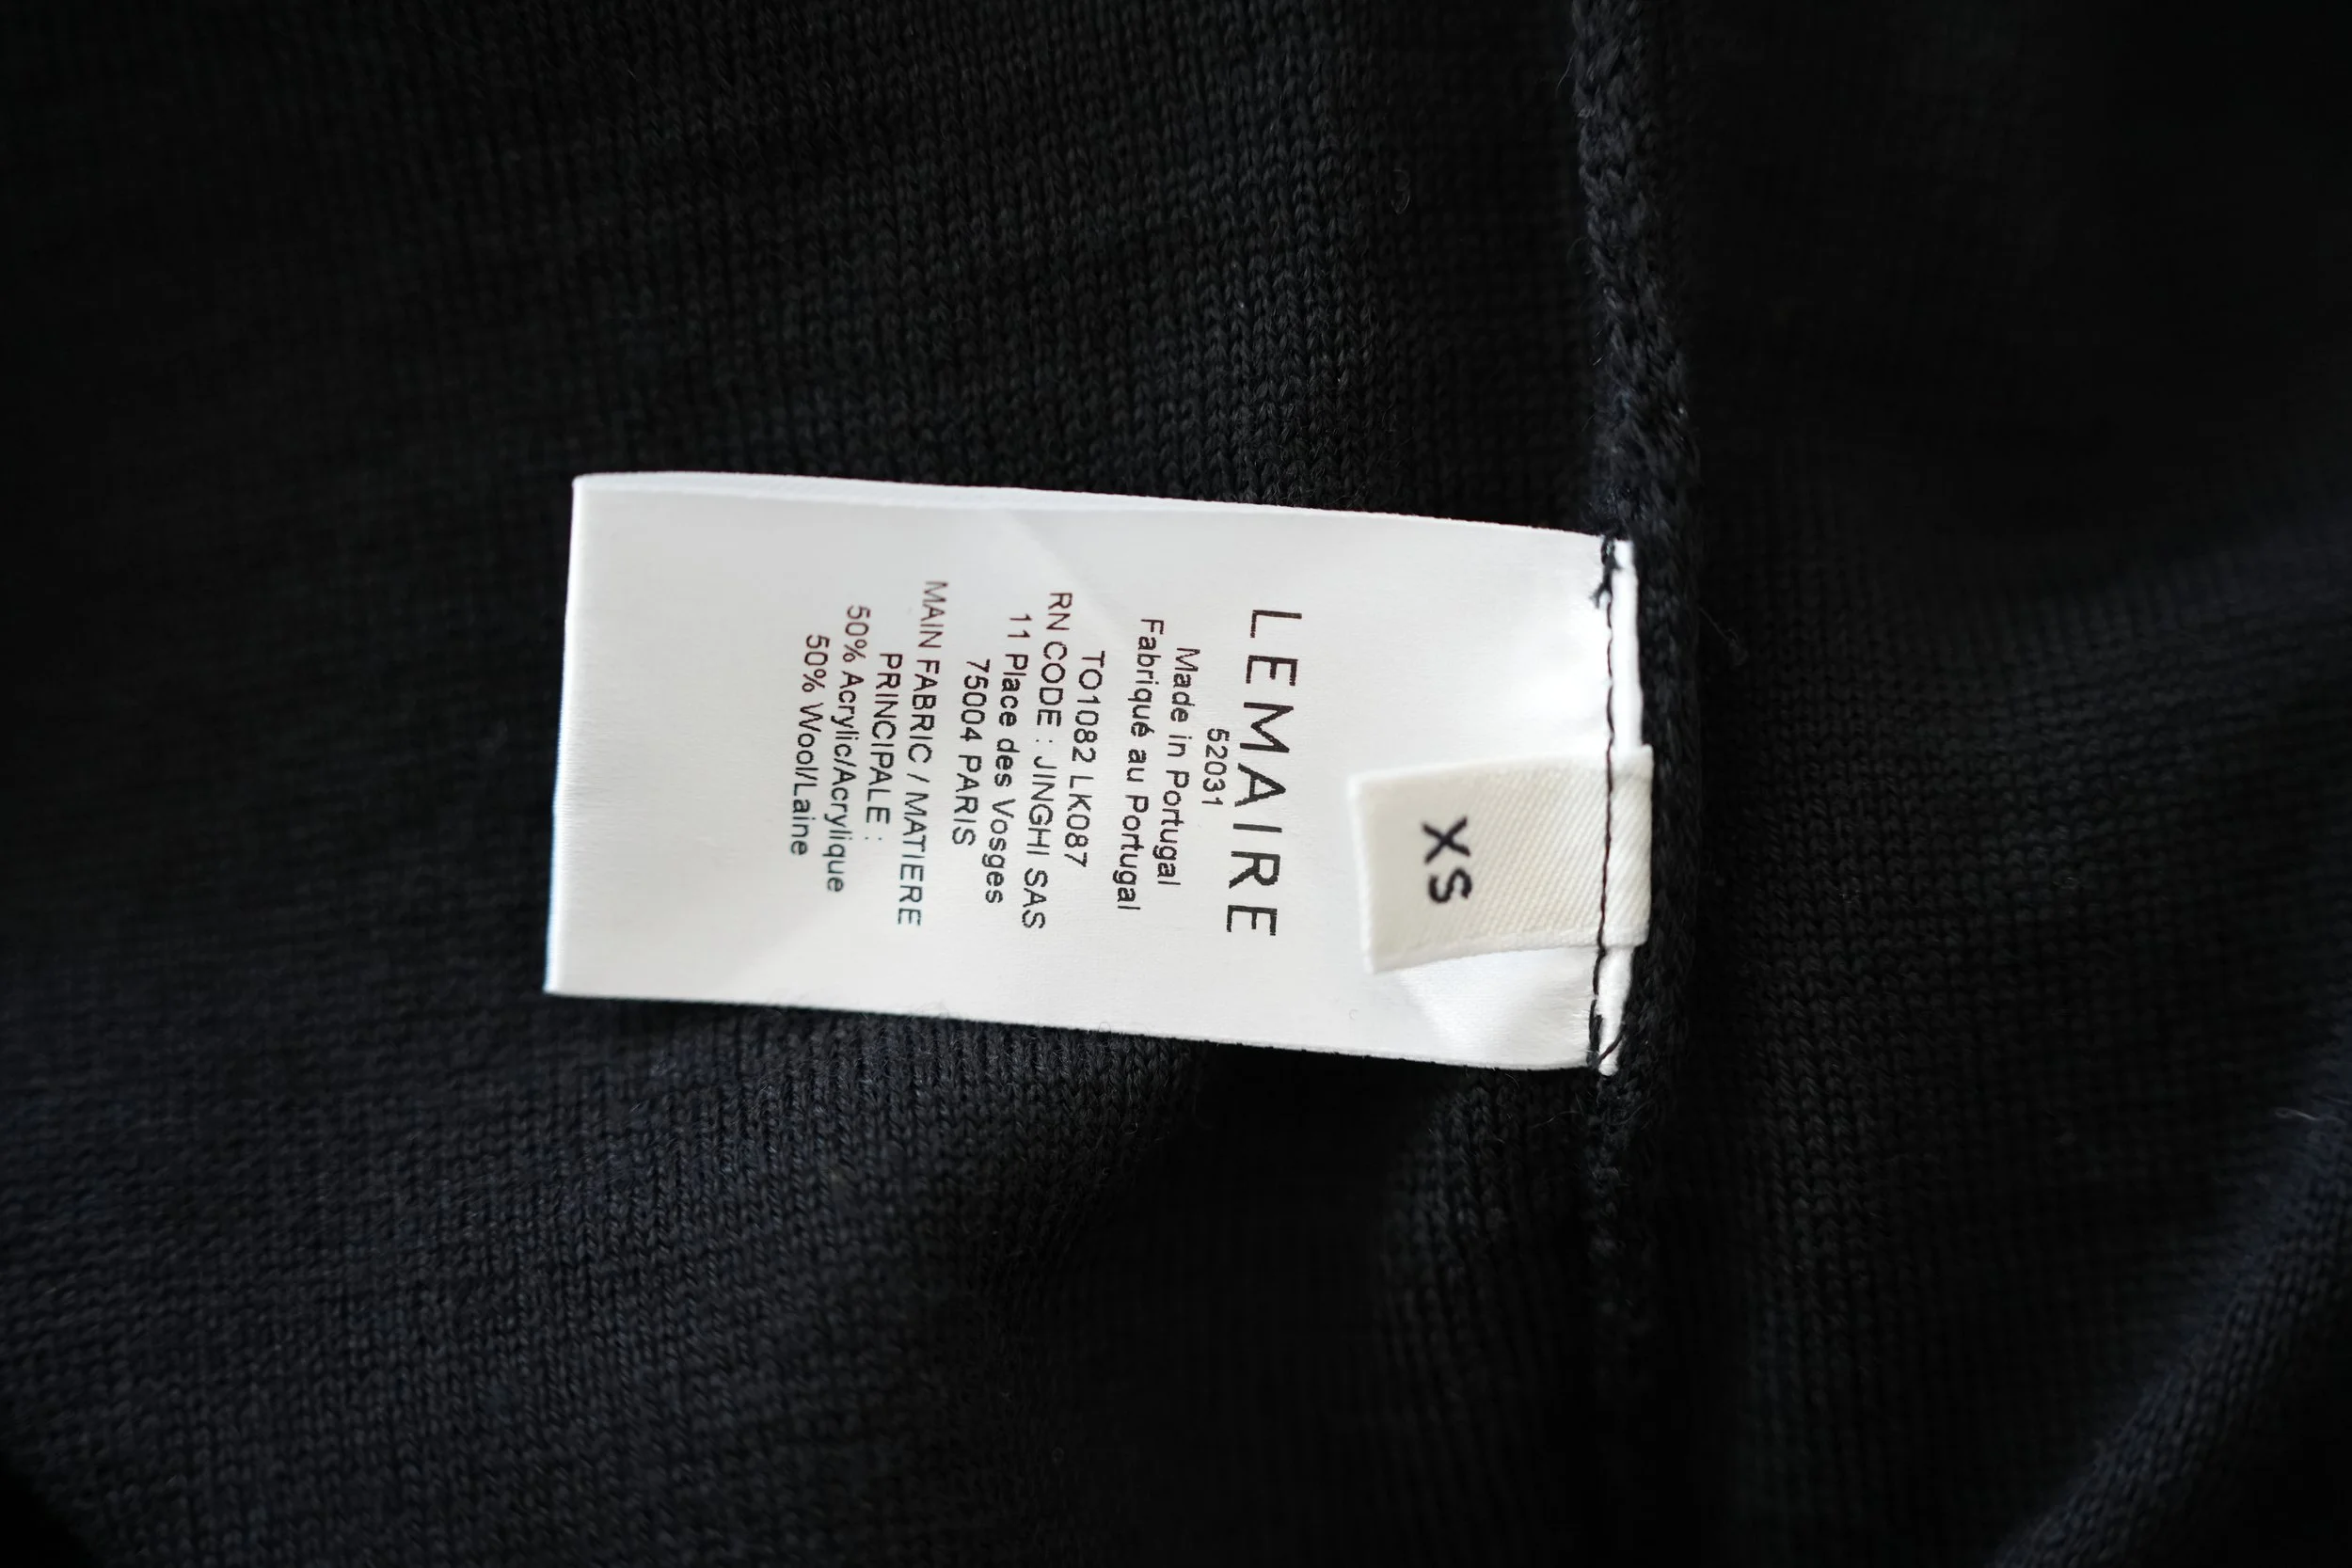 XS
LEMAIRE
52031
Made in Portugal
Fabriqué au Portugal
TO1082 LK087
RN CODE : JINGHI SAS
11 Place des Vosges
75004 PARIS
MAIN FABRIC / MATIERE
PRINCIPALE :
50% Acrylic/Acrylique
50% Wool/Laine